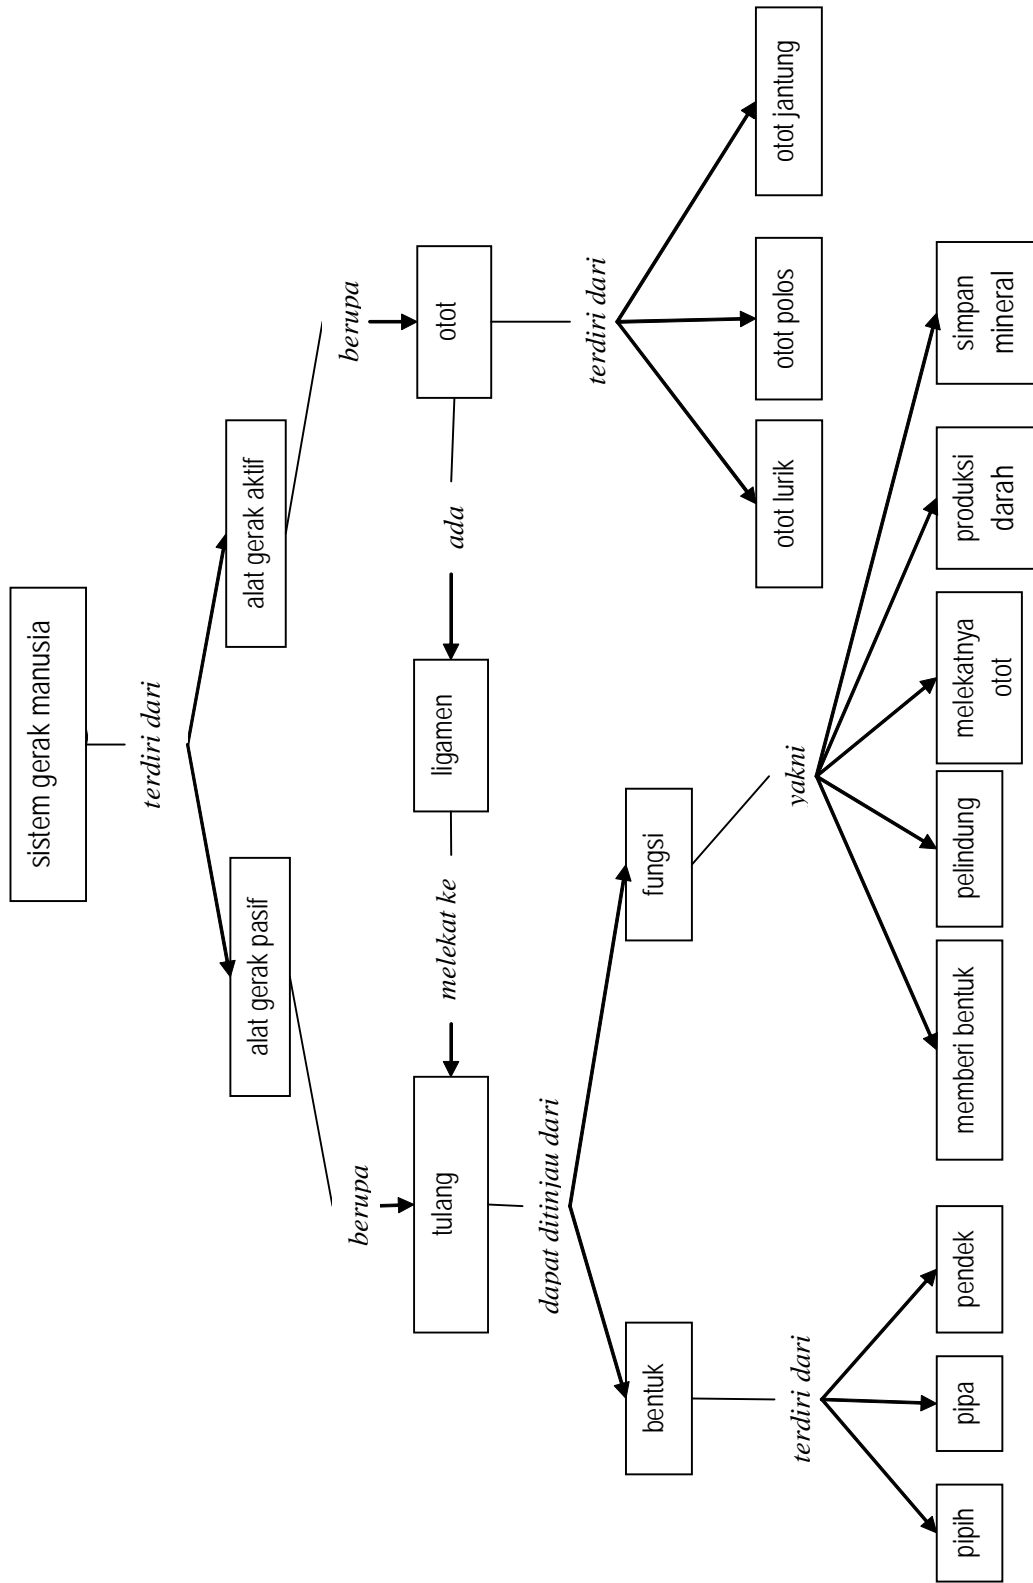 sistem gerak manusia
terdiri dari
alat gerak pasif
alat gerak aktif
berupa
berupa
tulang
melekat ke
ligamen
ada
otot
dapat ditinjau dari
terdiri dari
bentuk
fungsi
otot lurik
otot polos
otot jantung
terdiri dari
yakni
pipih
pipa
pendek
memberi bentuk
pelindung
melekatnya
otot
produksi
darah
simpan
mineral